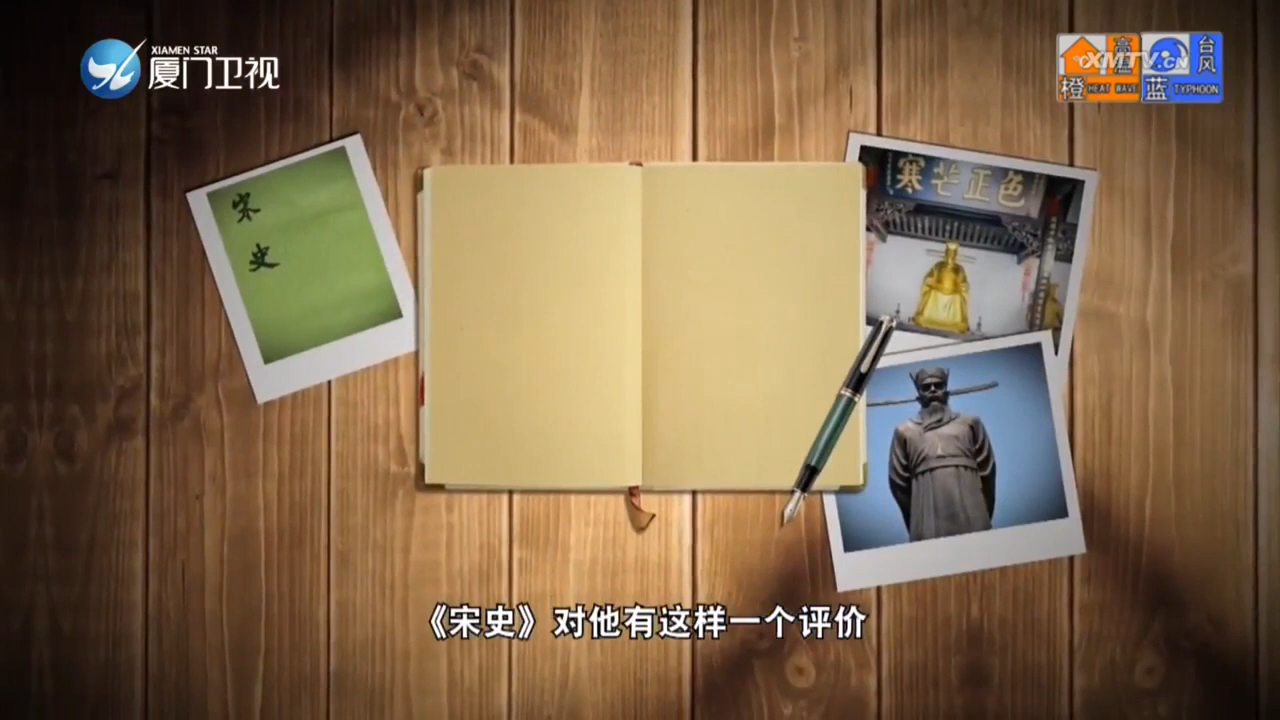 XIAMEN STAR
厦门卫视
高温
台风
XMTV.CN
橙
HEAT WAVE
蓝
TYPHOON
宋
史
寒芒正色
《宋史》对他有这样一个评价